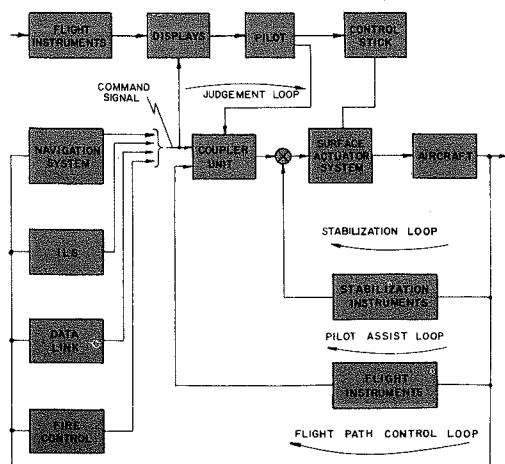 FLIGHT
INSTRUMENTS
DISPLAYS
PILOT
CONTROL
STICK
COMMAND
SIGNAL
JUDGEMENT LOOP
NAVIGATION
SYSTEM
COUPLER
UNIT
SURFACE
ACTUATOR
SYSTEM
AIRCRAFT
STABILIZATION LOOP
ILS
STABILIZATION
INSTRUMENTS
PILOT ASSIST LOOP
DATA
LINK
FLIGHT
INSTRUMENTS
FIRE
CONTROL
FLIGHT PATH CONTROL LOOP